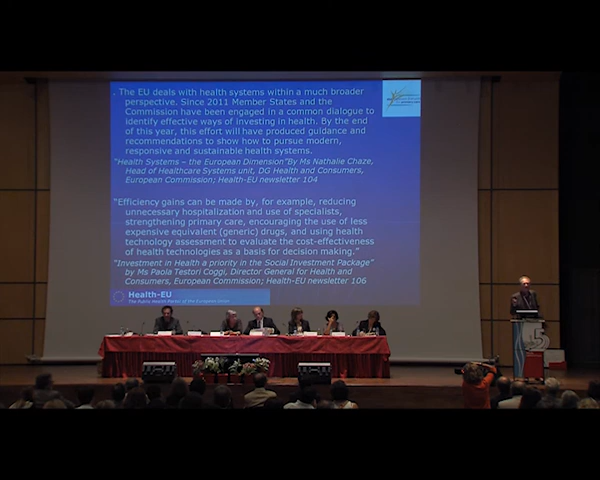 . The EU deals with health systems within a much broader
perspective. Since 2011 Member States and the
Commission have been engaged in a common dialogue to
identify effective ways of investing in health. By the end
of this year, this effort will have produced guidance and
recommendations to show how to pursue modern,
responsive and sustainable health systems.
"Health Systems – the European Dimension"By Ms Nathalie Chaze,
Head of Healthcare Systems unit, DG Health and Consumers,
European Commission; Health-EU newsletter 104
"Efficiency gains can be made by, for example, reducing
unnecessary hospitalization and use of specialists,
strengthening primary care, encouraging the use of less
expensive equivalent (generic) drugs, and using health
technology assessment to evaluate the cost-effectiveness
of health technologies as a basis for decision making."
"Investment in Health a priority in the Social Investment Package"
by Ms Paola Testori Coggi, Director General for Health and
Consumers, European Commission; Health-EU newsletter 106
Health-EU
The Public Health Portal of the European Union